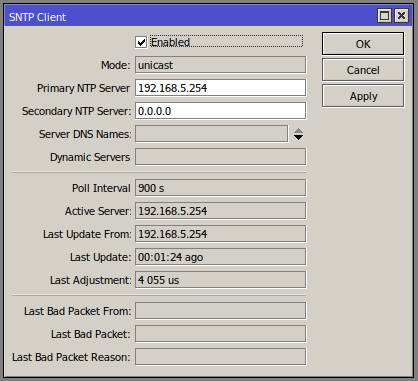 SNTP Client
Enabled
Mode: unicast
Primary NTP Server 192.168.5.254
Secondary NTP Server: 0.0.0.0
Server DNS Names:
Dynamic Servers
Poll Interval 900 s
Active Server: 192.168.5.254
Last Update From: 192.168.5.254
Last Update: 00:01:24 ago
Last Adjustment: 4 055 us
Last Bad Packet From:
Last Bad Packet:
Last Bad Packet Reason:
OK
Cancel
Apply